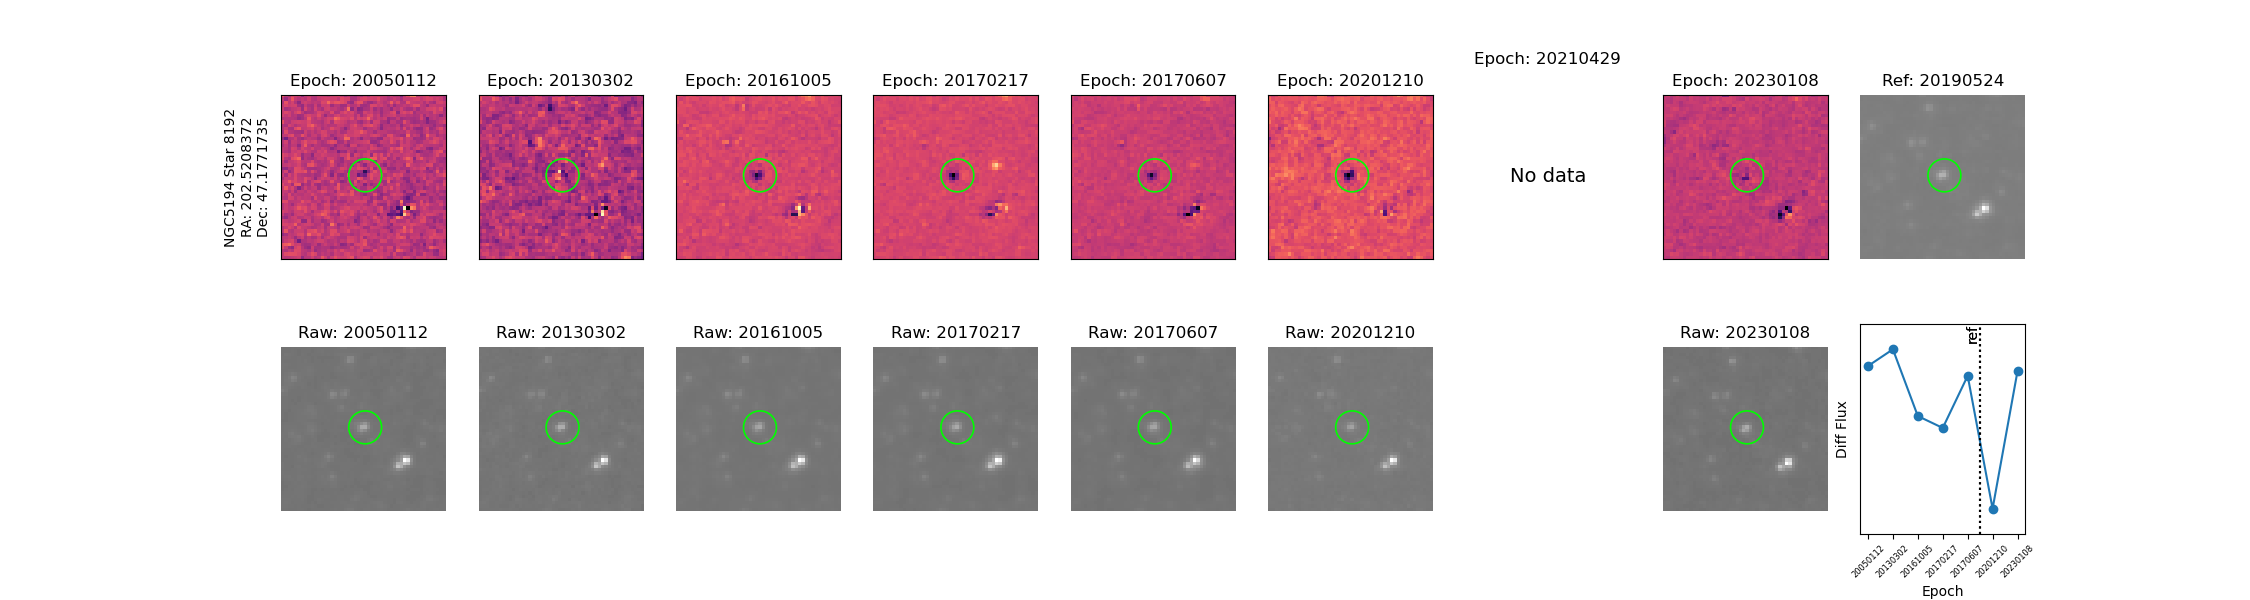 Epoch: 20210429
Epoch: 20050112
Epoch: 20130302
Epoch: 20161005
Epoch: 20170217
Epoch: 20170607
Epoch: 20201210
Epoch: 20230108
Ref: 20190524
NGC5194 Star 8192
RA: 202.5208372
Dec: 47.1771735
No data
Raw: 20050112
Raw: 20130302
Raw: 20161005
Raw: 20170217
Raw: 20170607
Raw: 20201210
Raw: 20230108
ref
Diff Flux
20050112
20130302
20161005
20170217
20170607
20201210
20230108
Epoch